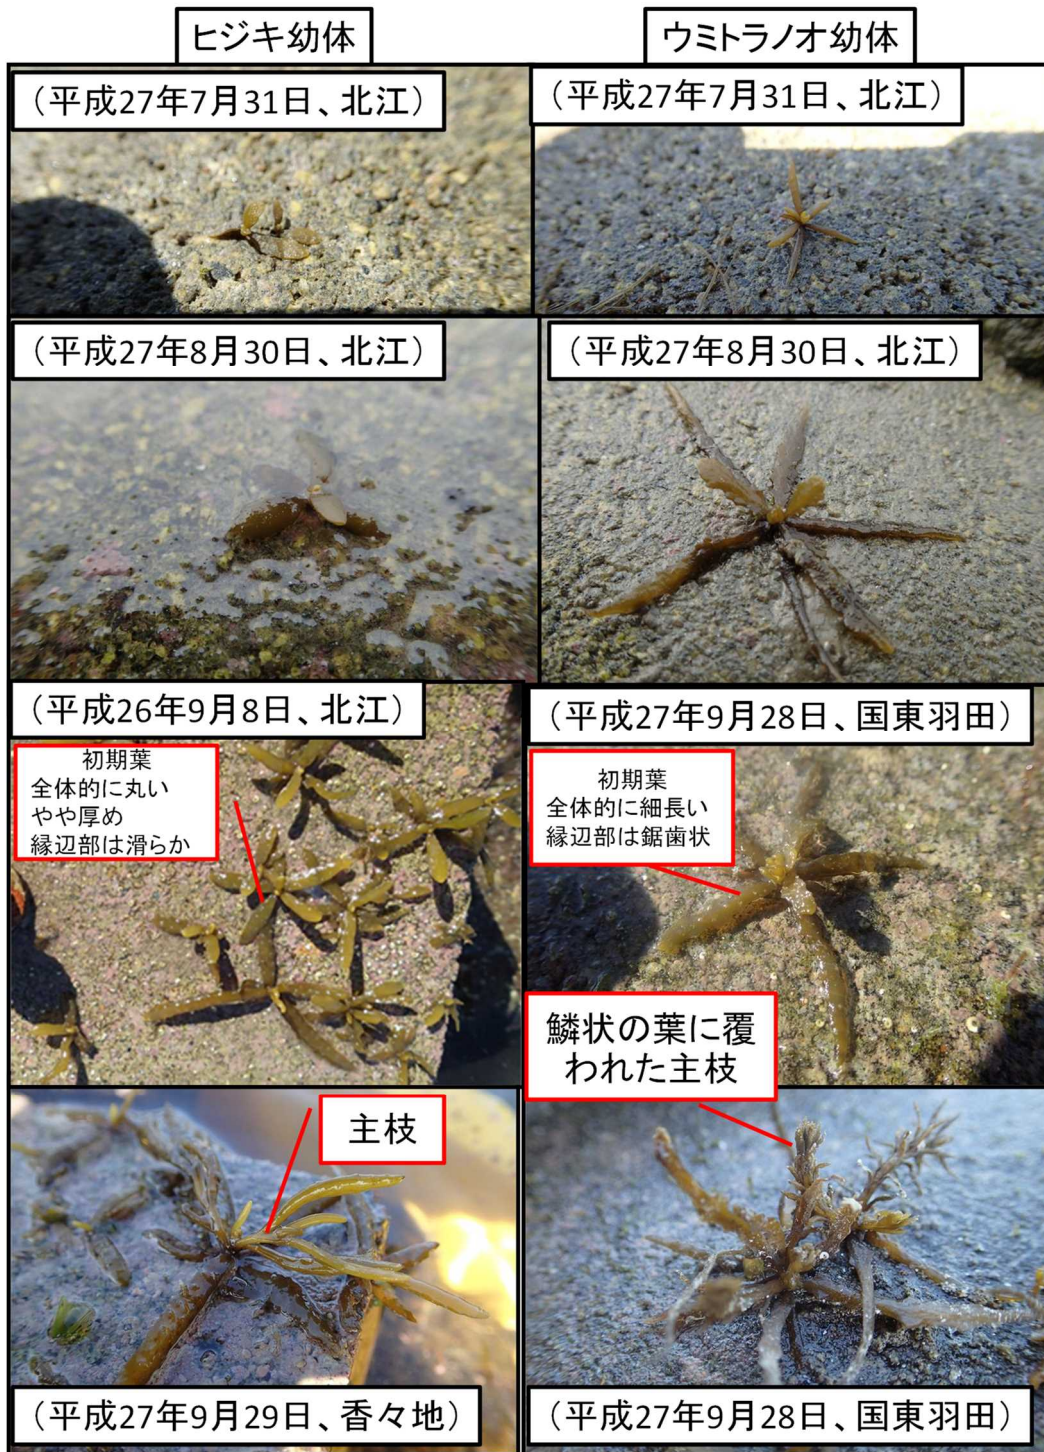 ヒジキ幼体
ウミトラノオ幼体
（平成27年7月31日、北江）
（平成27年7月31日、北江）
（平成27年8月30日、北江）
（平成27年8月30日、北江）
（平成26年9月8日、北江）
（平成27年9月28日、国東羽田）
初期葉
全体的に丸い
やや厚め
縁辺部は滑らか
初期葉
全体的に細長い
縁辺部は鋸歯状
鱗状の葉に覆
われた主枝
主枝
（平成27年9月29日、香々地）
（平成27年9月28日、国東羽田）